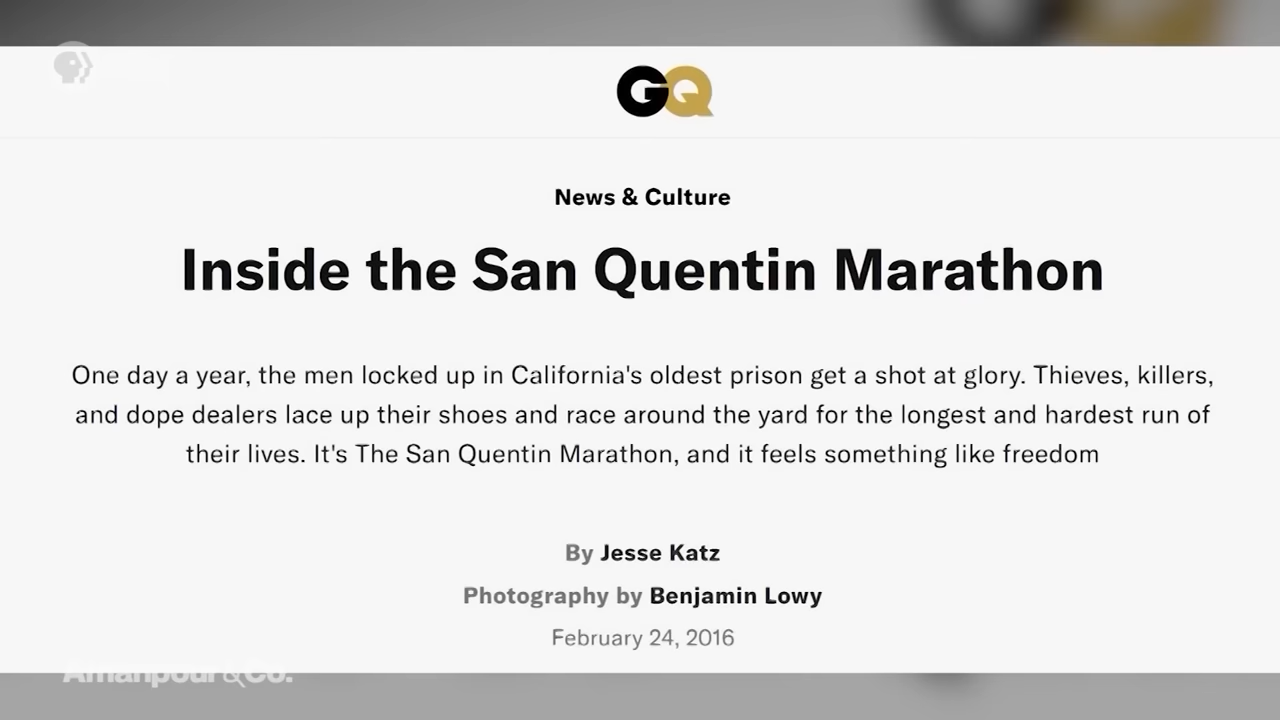 GQ
News & Culture
Inside the San Quentin Marathon
One day a year, the men locked up in California's oldest prison get a shot at glory. Thieves, killers,
and dope dealers lace up their shoes and race around the yard for the longest and hardest run of
their lives. It's The San Quentin Marathon, and it feels something like freedom
By Jesse Katz
Photography by Benjamin Lowy
February 24, 2016
Amanpour&Co.